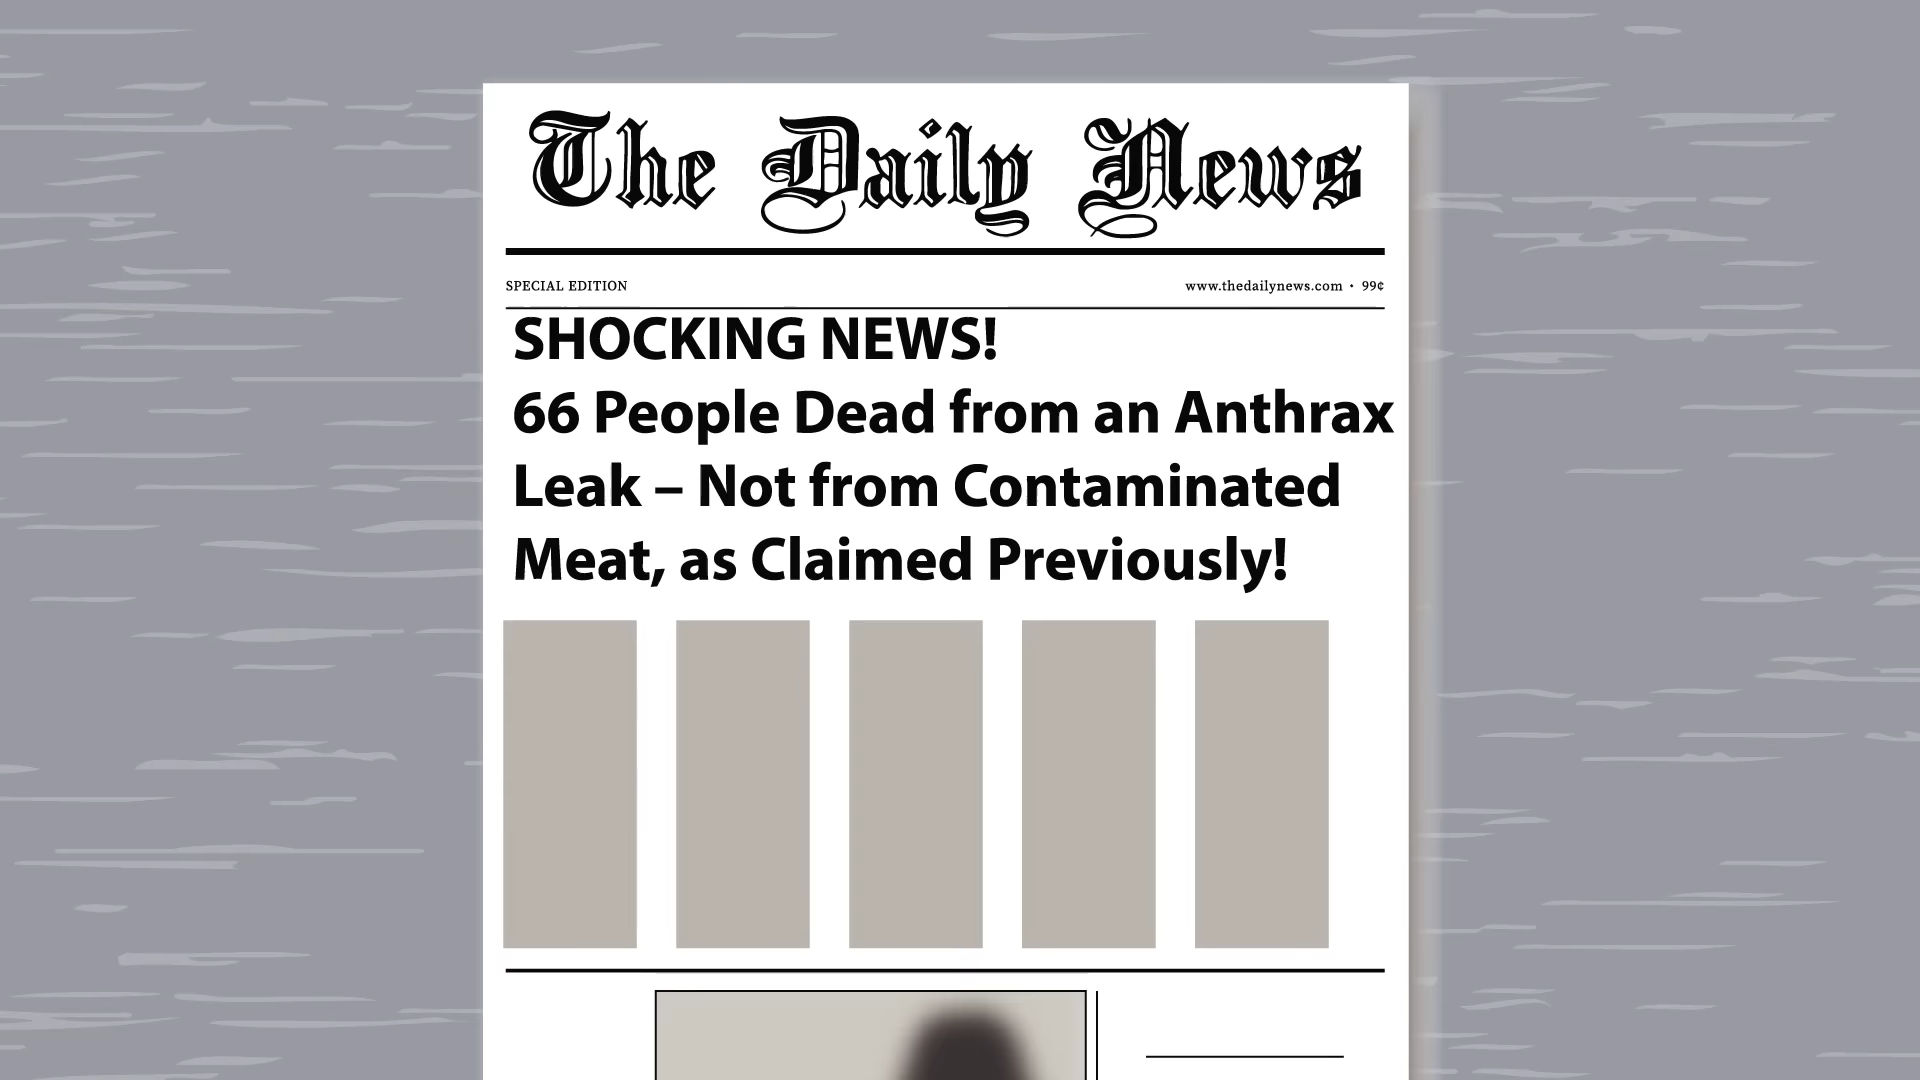 The Daily News
SPECIAL EDITION
www.thedailynews.com • 99¢
SHOCKING NEWS!
66 People Dead from an Anthrax
Leak – Not from Contaminated
Meat, as Claimed Previously!